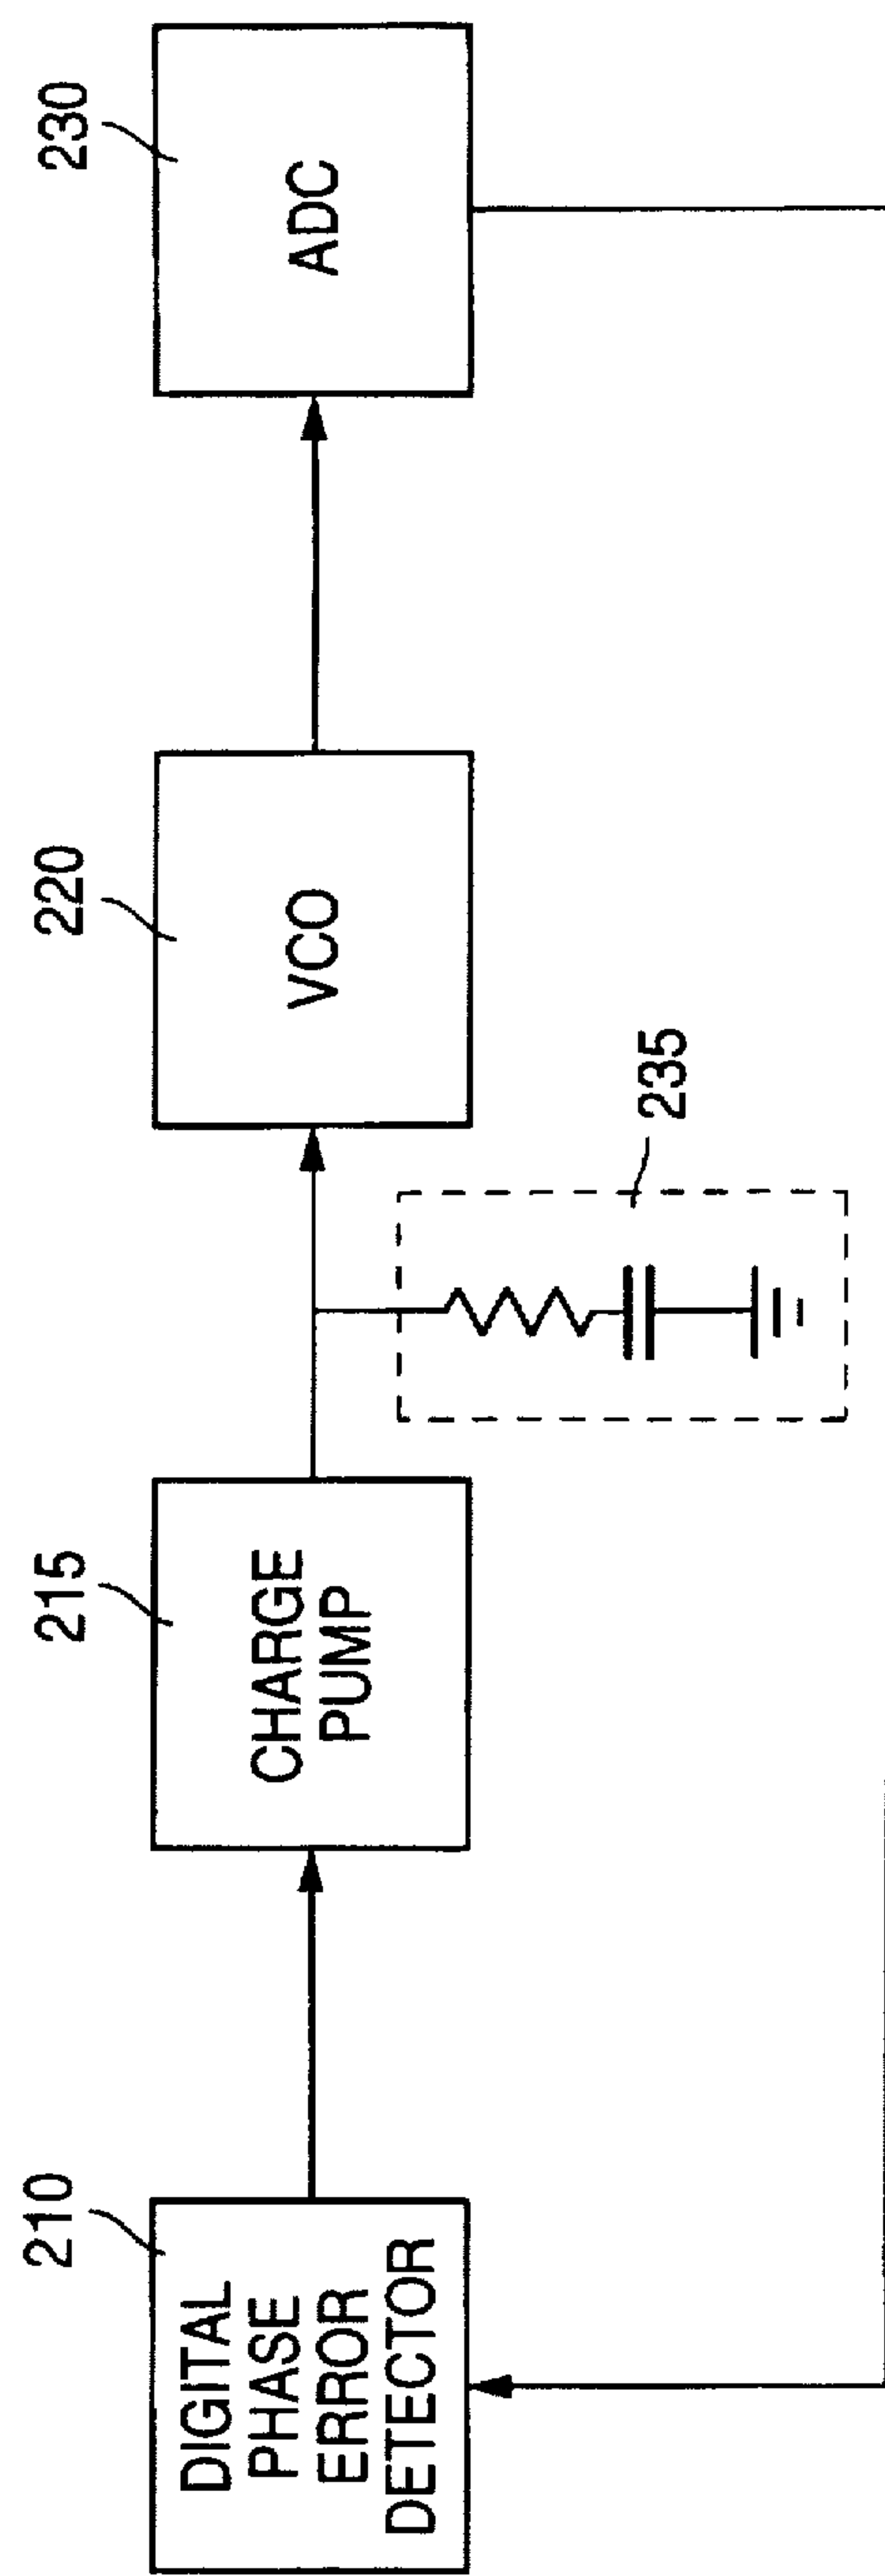 210
DIGITAL
PHASE
ERROR
DETECTOR
215
CHARGE
PUMP
235
220
VCO
230
ADC